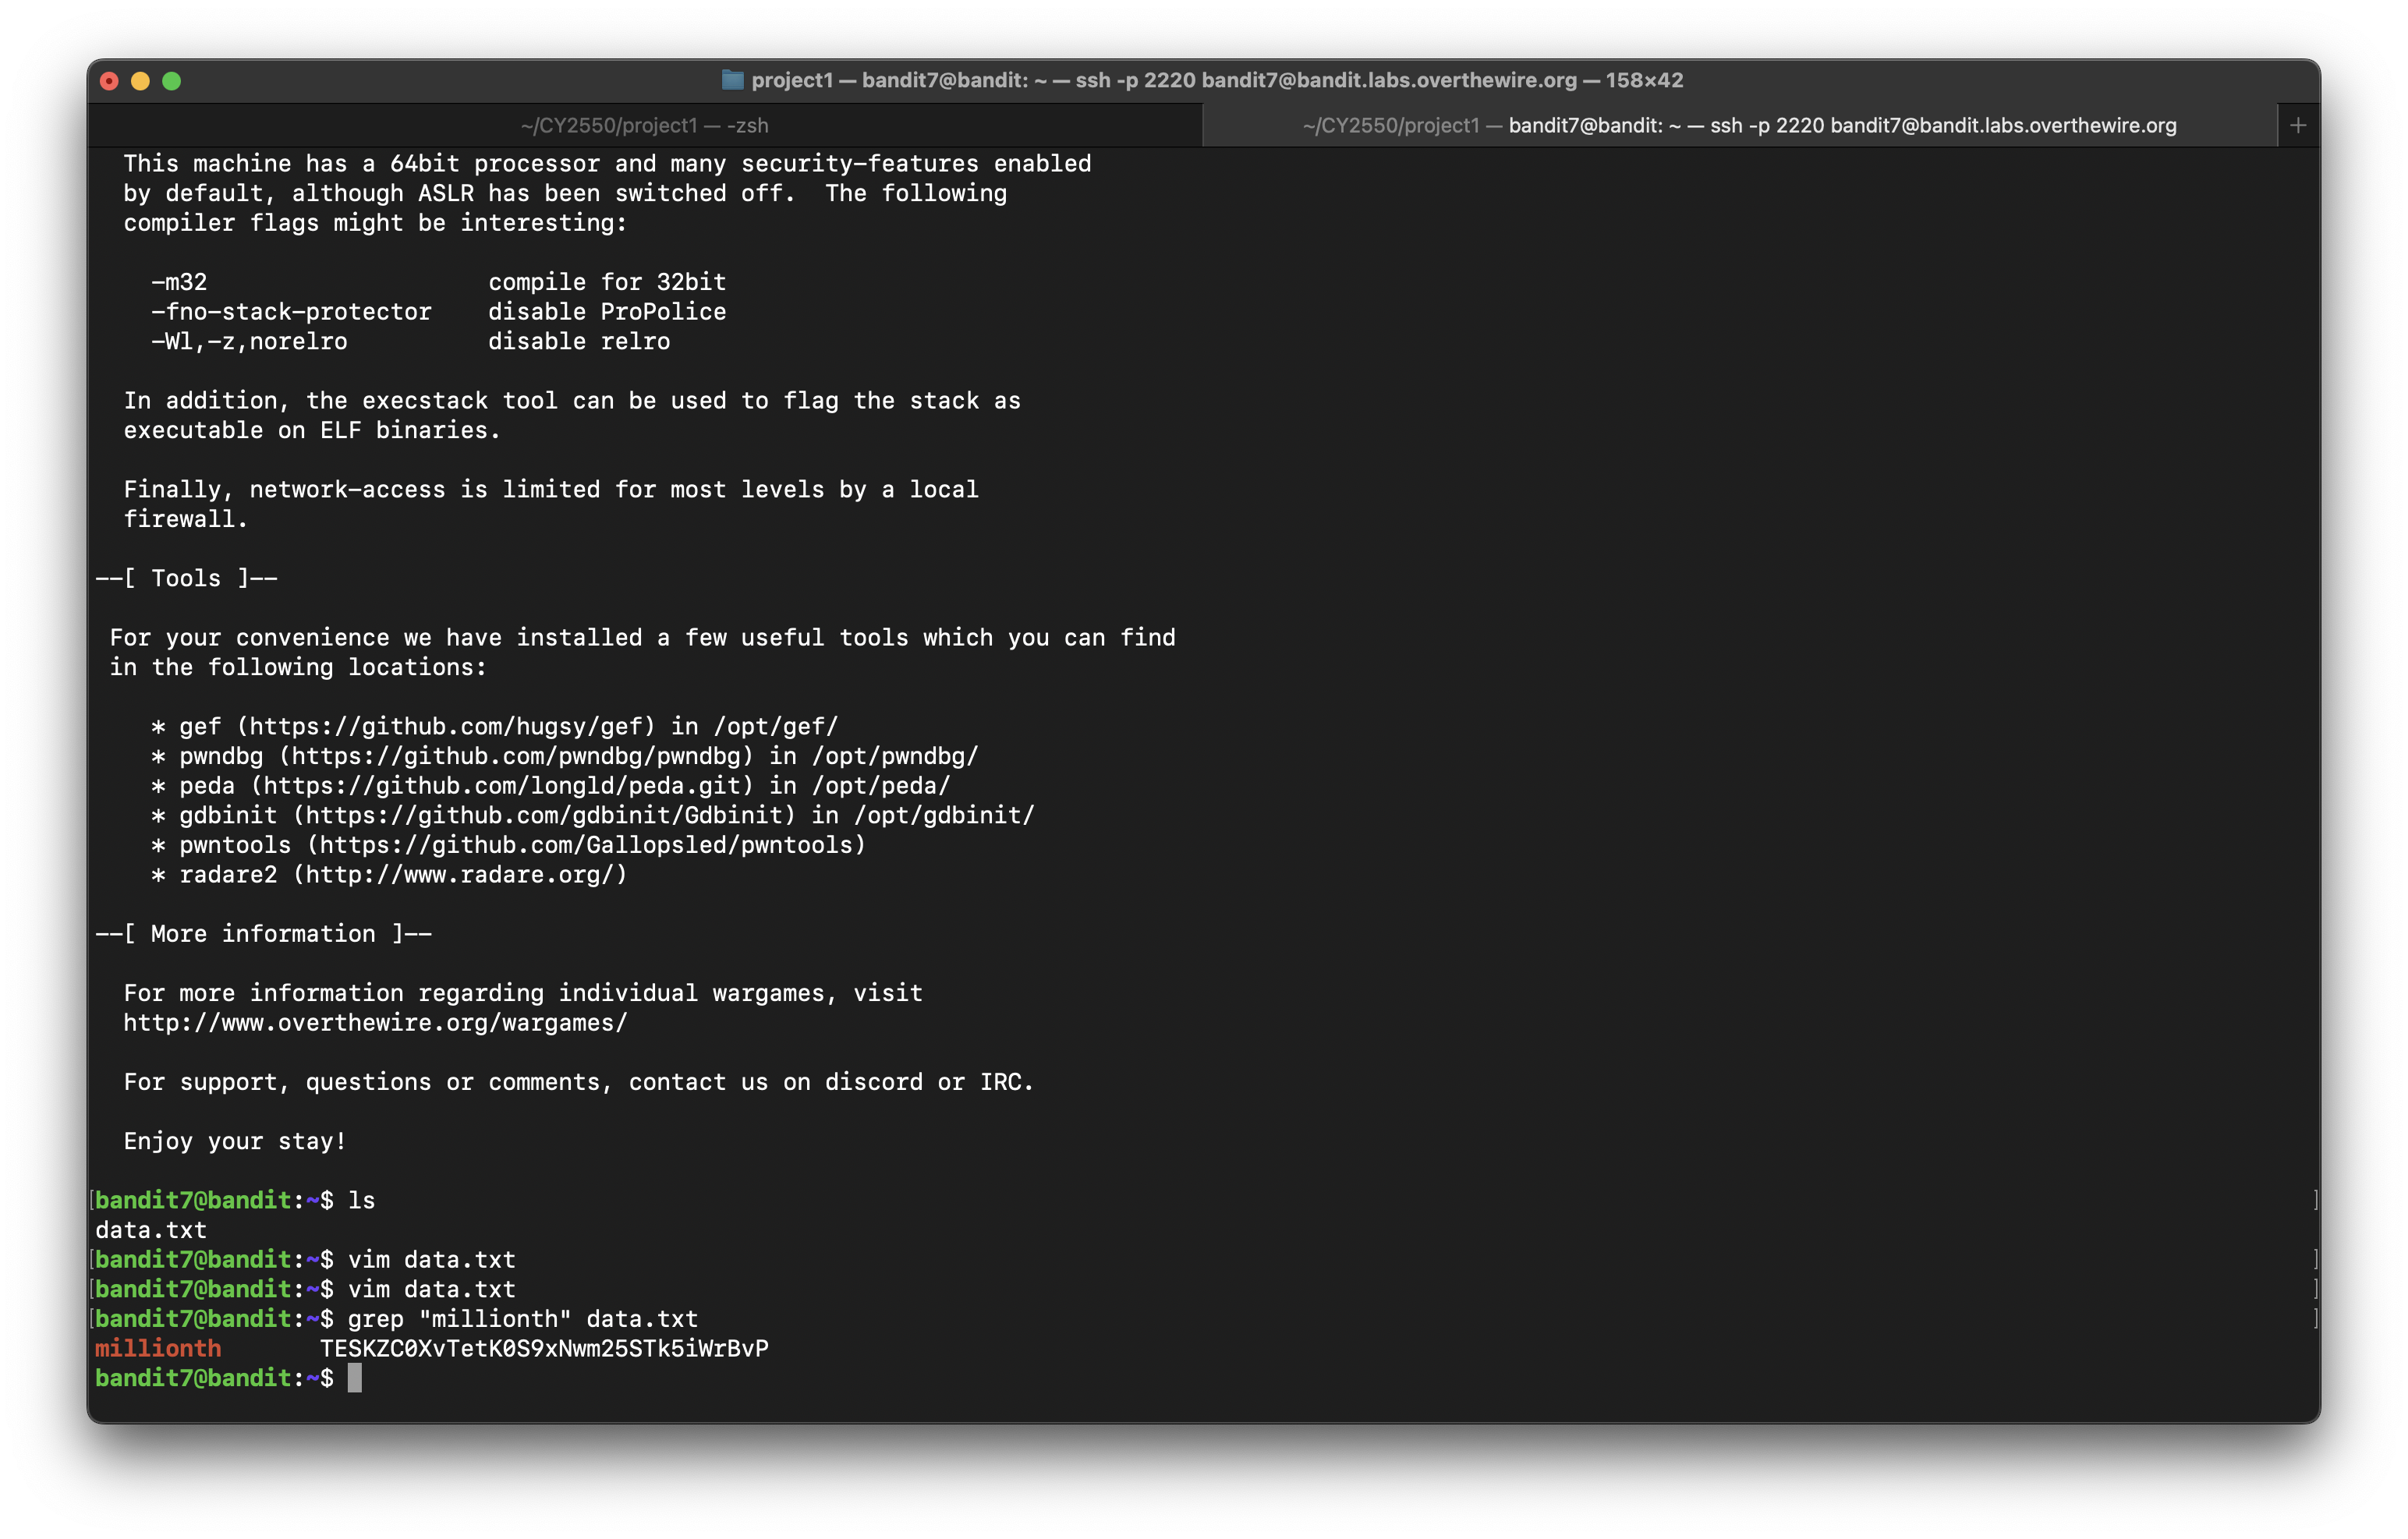 project1 — bandit7@bandit: ~ — ssh -p 2220 bandit7@bandit.labs.overthewire.org — 158×42
~/CY2550/project1 — -zsh
~/CY2550/project1 — bandit7@bandit: ~ — ssh -p 2220 bandit7@bandit.labs.overthewire.org
  This machine has a 64bit processor and many security-features enabled
  by default, although ASLR has been switched off.  The following
  compiler flags might be interesting:
    -m32                    compile for 32bit
    -fno-stack-protector    disable ProPolice
    -Wl,-z,norelro          disable relro
  In addition, the execstack tool can be used to flag the stack as
  executable on ELF binaries.
  Finally, network-access is limited for most levels by a local
  firewall.
--[ Tools ]--
 For your convenience we have installed a few useful tools which you can find
 in the following locations:
    * gef (https://github.com/hugsy/gef) in /opt/gef/
    * pwndbg (https://github.com/pwndbg/pwndbg) in /opt/pwndbg/
    * peda (https://github.com/longld/peda.git) in /opt/peda/
    * gdbinit (https://github.com/gdbinit/Gdbinit) in /opt/gdbinit/
    * pwntools (https://github.com/Gallopsled/pwntools)
    * radare2 (http://www.radare.org/)
--[ More information ]--
  For more information regarding individual wargames, visit
  http://www.overthewire.org/wargames/
  For support, questions or comments, contact us on discord or IRC.
  Enjoy your stay!
[bandit7@bandit:~$ ls ]
data.txt
[bandit7@bandit:~$ vim data.txt ]
[bandit7@bandit:~$ vim data.txt ]
[bandit7@bandit:~$ grep "millionth" data.txt ]
millionth       TESKZC0XvTetK0S9xNwm25STk5iWrBvP
bandit7@bandit:~$